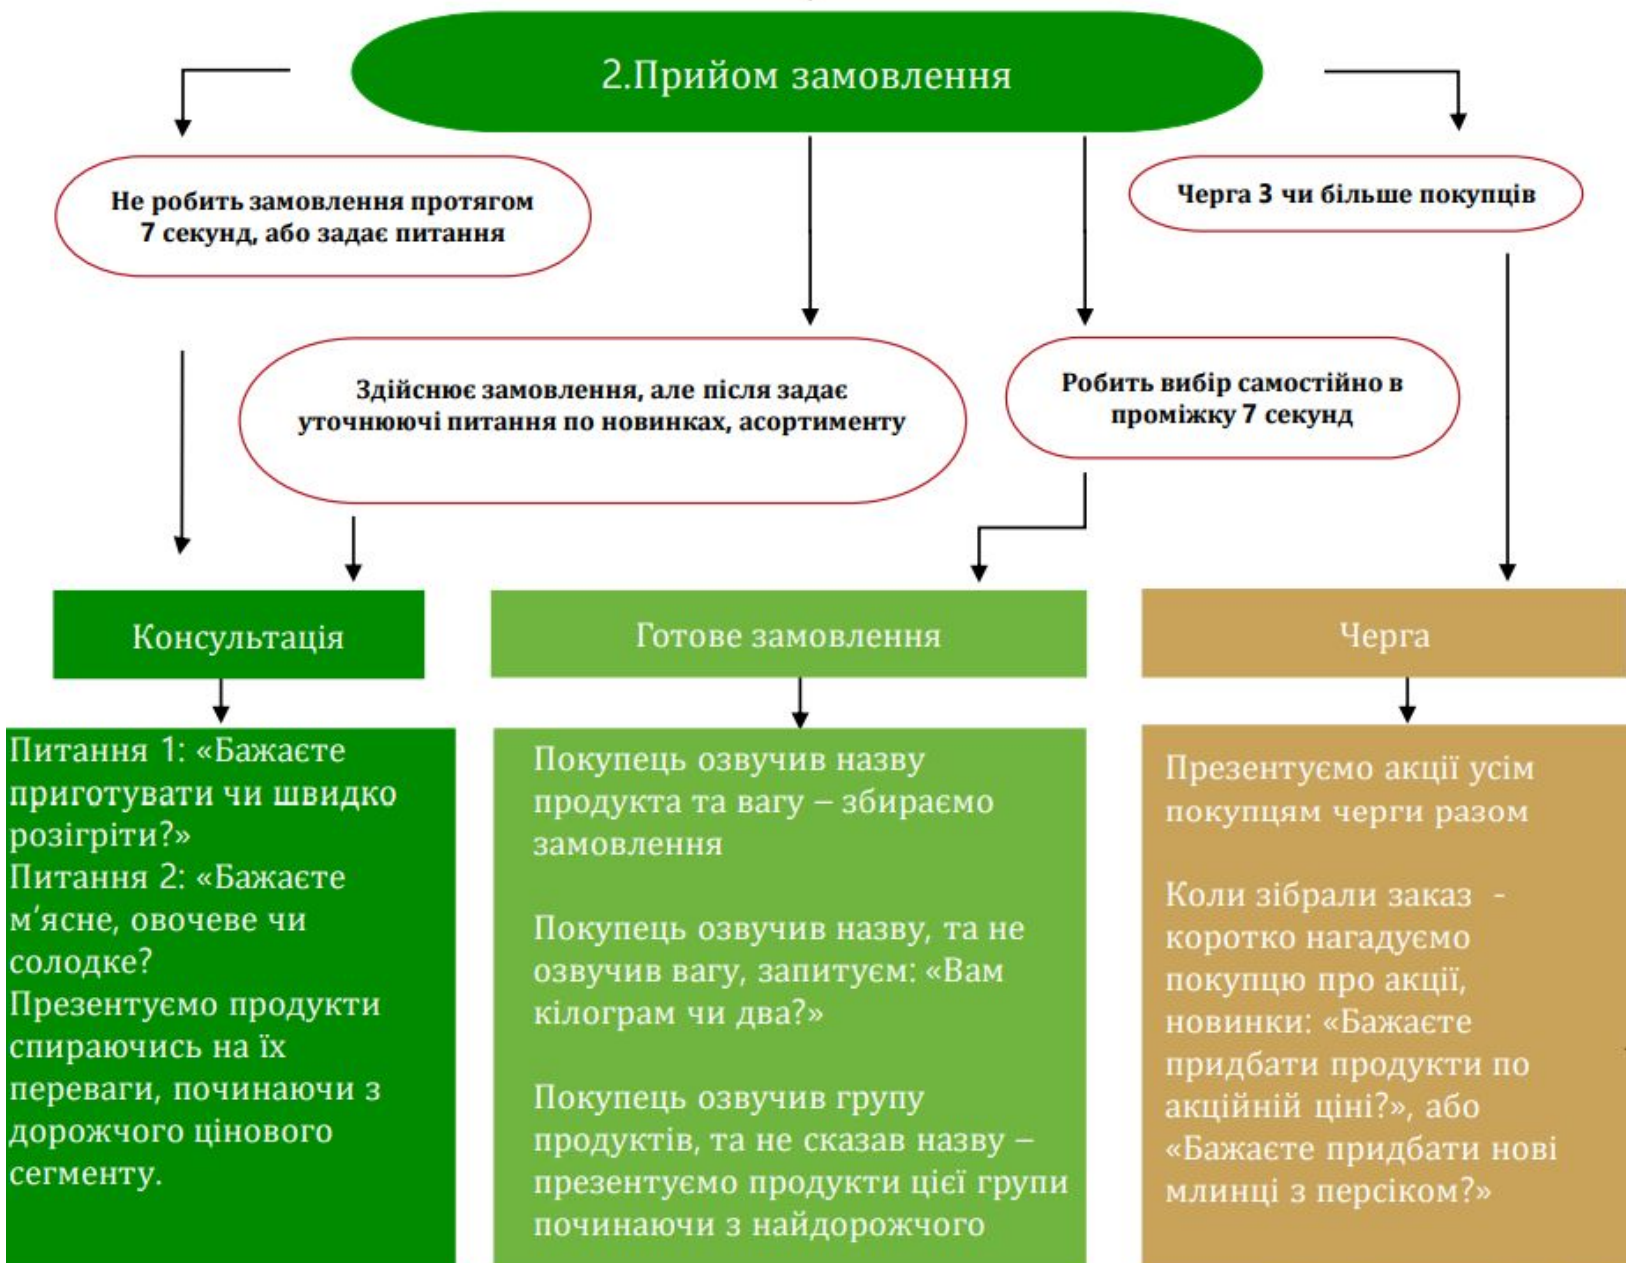 2.Прийом замовлення
Не робить замовлення протягом
7 секунд, або задає питання
Черга 3 чи більше покупців
Здійснює замовлення, але після задає
уточнюючі питання по новинках, асортименту
Робить вибір самостійно в
проміжку 7 секунд
Консультація
Готове замовлення
Черга
Питання 1: «Бажаєте
приготувати чи швидко
розігріти?»
Питання 2: «Бажаєте
м’ясне, овочеве чи
солодке?
Презентуємо продукти
спираючись на їх
переваги, починаючи з
дорожчого цінового
сегменту.
Покупець озвучив назву
продукта та вагу – збираємо
замовлення
Покупець озвучив назву, та не
озвучив вагу, запитуєм: «Вам
кілограм чи два?»
Покупець озвучив групу
продуктів, та не сказав назву –
презентуємо продукти цієї групи
починаючи з найдорожчого
Презентуємо акції усім
покупцям черги разом
Коли зібрали заказ -
коротко нагадуємо
покупцю про акції,
новинки: «Бажаєте
придбати продукти по
акційній ціні?», або
«Бажаєте придбати нові
млинці з персіком?»